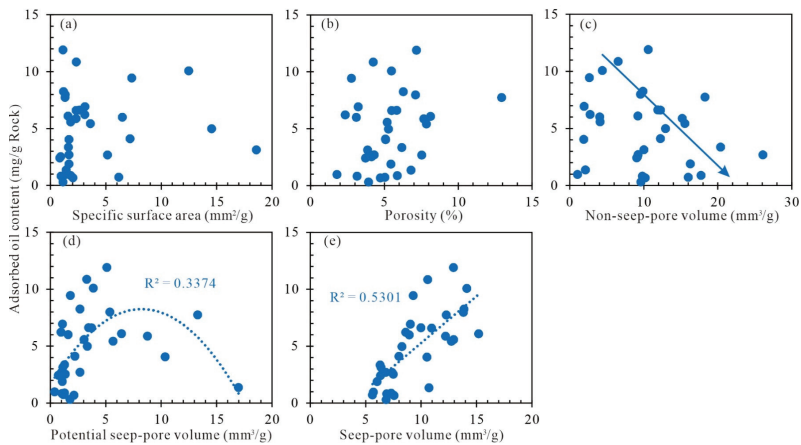 Adsorbed oil content (mg/g Rock)
(a)
15
10
5
0
0 5 10 15 20
Specific surface area (mm²/g)
(b)
15
10
5
0
0 5 10 15
Porosity (%)
(c)
15
10
5
0
0 10 20 30
Non-seep-pore volume (mm³/g)
(d)
R² = 0.3374
15
10
5
0
0 5 10 15 20
Potential seep-pore volume (mm³/g)
(e)
R² = 0.5301
15
10
5
0
0 5 10 15 20
Seep-pore volume (mm³/g)